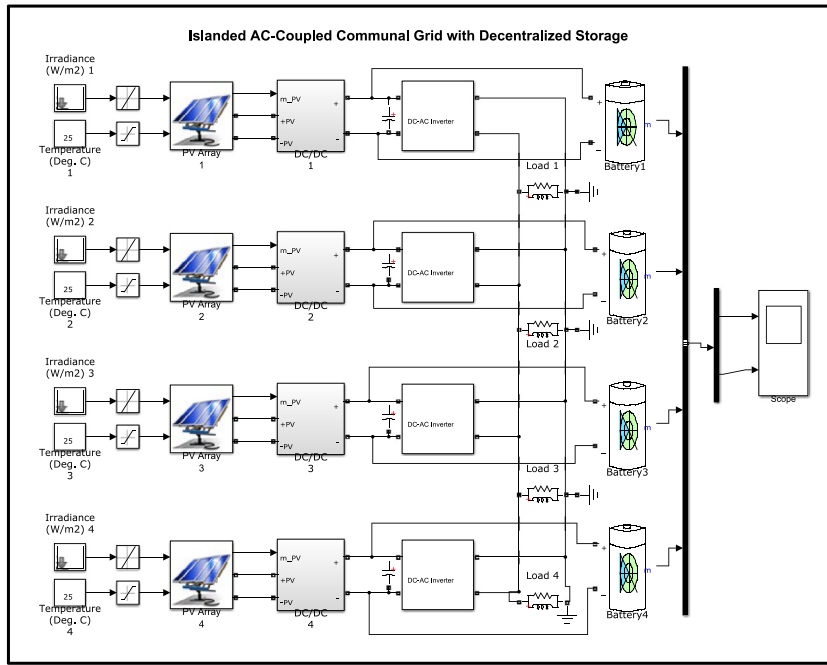 Islanded AC-Coupled Communal Grid with Decentralized Storage
Irradiance
(W/m2) 1
25
Temperature
(Deg. C)
1
PV Array
1
m_PV
+PV
-PV
+
-
DC/DC
1
+
DC-AC Inverter
Load 1
+
+
-
m
Battery1
Irradiance
(W/m2) 2
25
Temperature
(Deg. C)
2
PV Array
2
m_PV
+PV
-PV
+
-
DC/DC
2
+
DC-AC Inverter
+
Load 2
+
-
m
Battery2
Irradiance
(W/m2) 3
25
Temperature
(Deg. C)
3
PV Array
3
m_PV
+PV
-PV
+
-
DC/DC
3
+
DC-AC Inverter
Load 3
+
+
-
m
Battery3
Irradiance
(W/m2) 4
25
Temperature
(Deg. C)
4
PV Array
4
m_PV
+PV
-PV
+
-
DC/DC
4
+
DC-AC Inverter
Load 4
+
+
-
m
Battery4
Scope